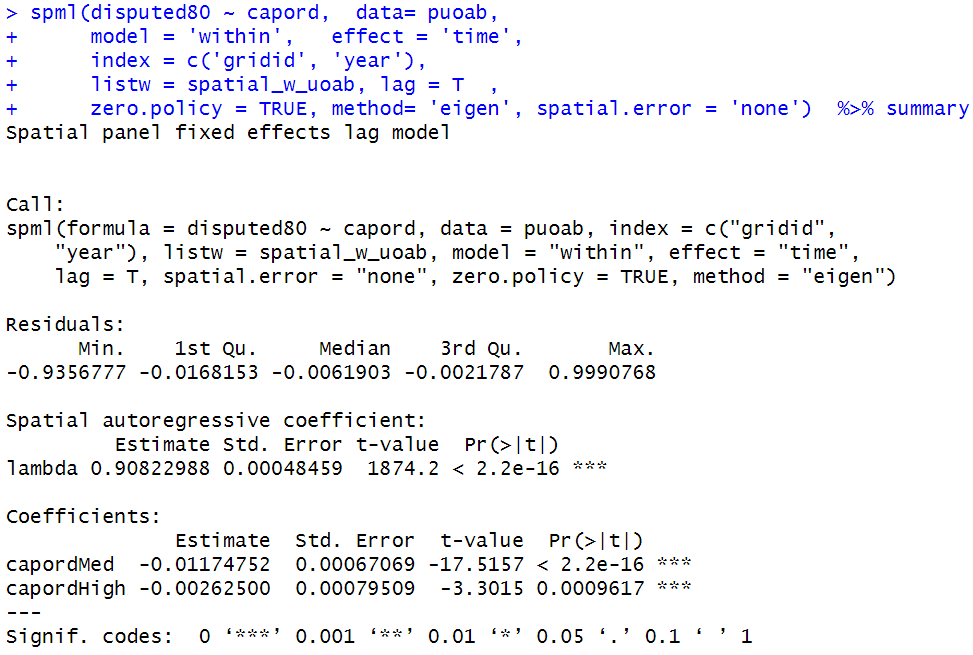 > spml(disputed80 ~ capord,  data= puoab,
+      model = 'within',   effect = 'time',
+      index = c('gridid', 'year'),
+      listw = spatial_w_uoab, lag = T  ,
+      zero.policy = TRUE, method= 'eigen', spatial.error = 'none')  %>% summary
Spatial panel fixed effects lag model
Call:
spml(formula = disputed80 ~ capord, data = puoab, index = c("gridid",
    "year"), listw = spatial_w_uoab, model = "within", effect = "time",
    lag = T, spatial.error = "none", zero.policy = TRUE, method = "eigen")
Residuals:
      Min.    1st Qu.     Median    3rd Qu.       Max.
-0.9356777 -0.0168153 -0.0061903 -0.0021787  0.9990768
Spatial autoregressive coefficient:
         Estimate Std. Error t-value  Pr(>|t|)
lambda 0.90822988 0.00048459  1874.2 < 2.2e-16 ***
Coefficients:
              Estimate  Std. Error  t-value  Pr(>|t|)
capordMed  -0.01174752  0.00067069 -17.5157 < 2.2e-16 ***
capordHigh -0.00262500  0.00079509  -3.3015 0.0009617 ***
---
Signif. codes:  0 ‘***’ 0.001 ‘**’ 0.01 ‘*’ 0.05 ‘.’ 0.1 ‘ ’ 1